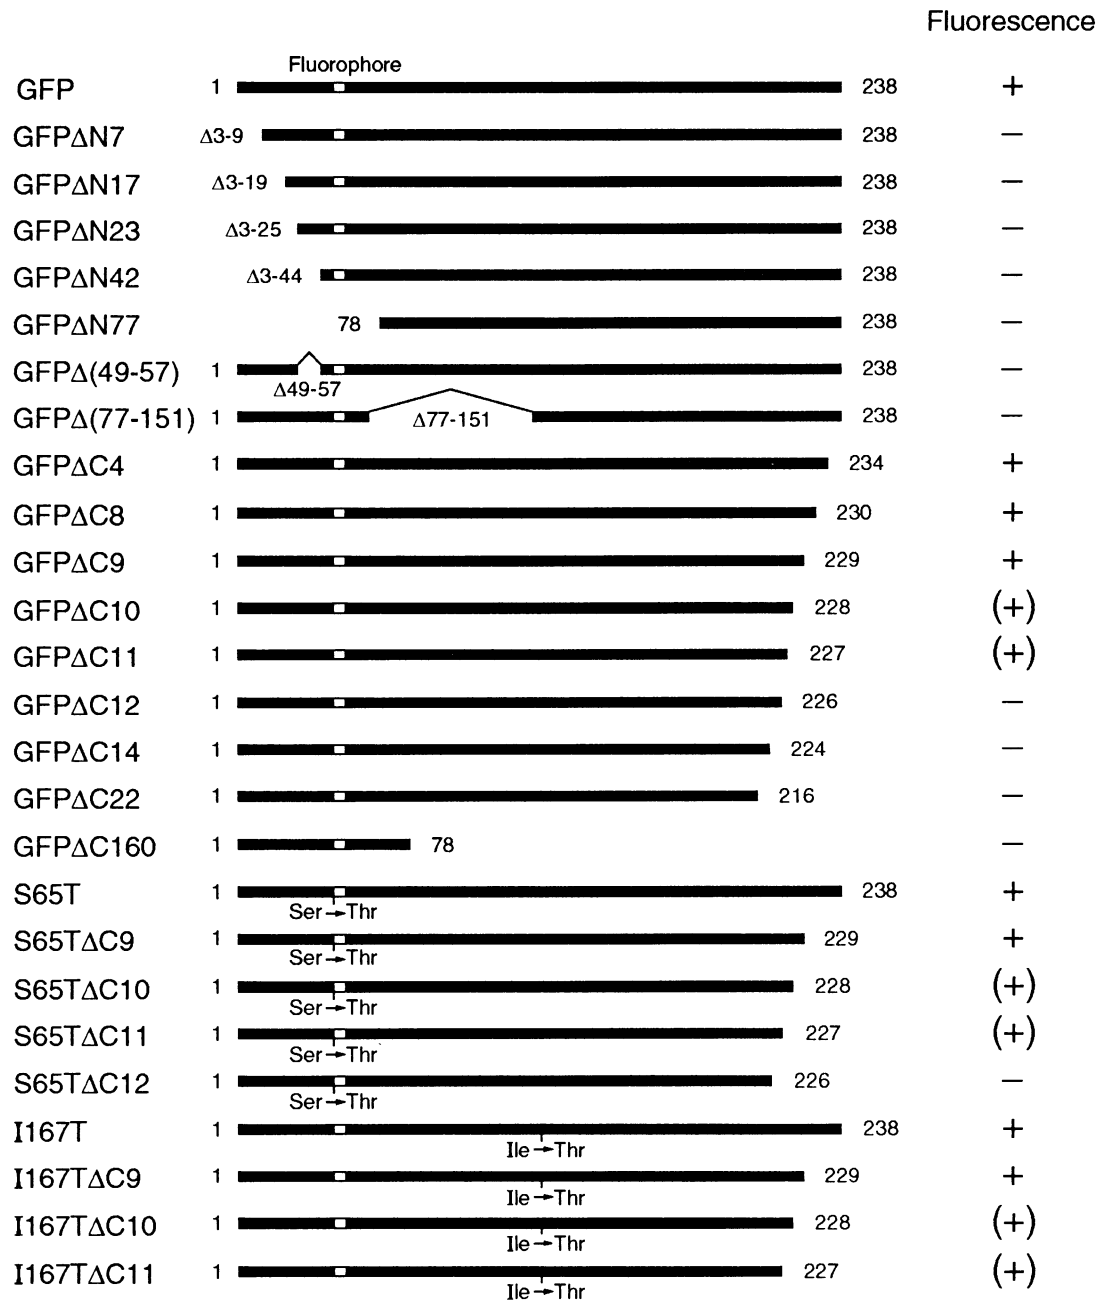 Fluorescence
Fluorophore
GFP 1 238 +
GFPΔN7 Δ3-9 238 −
GFPΔN17 Δ3-19 238 −
GFPΔN23 Δ3-25 238 −
GFPΔN42 Δ3-44 238 −
GFPΔN77 78 238 −
GFPΔ(49-57) 1 238 −
Δ49-57
GFPΔ(77-151) 1 Δ77-151 238 −
GFPΔC4 1 234 +
GFPΔC8 1 230 +
GFPΔC9 1 229 +
GFPΔC10 1 228 (+)
GFPΔC11 1 227 (+)
GFPΔC12 1 226 −
GFPΔC14 1 224 −
GFPΔC22 1 216 −
GFPΔC160 1 78 −
S65T 1 238 +
Ser→Thr
S65TΔC9 1 229 +
Ser→Thr
S65TΔC10 1 228 (+)
Ser→Thr
S65TΔC11 1 227 (+)
Ser→Thr
S65TΔC12 1 226 −
Ser→Thr
I167T 1 238 +
Ile→Thr
I167TΔC9 1 229 +
Ile→Thr
I167TΔC10 1 228 (+)
Ile→Thr
I167TΔC11 1 227 (+)
Ile→Thr